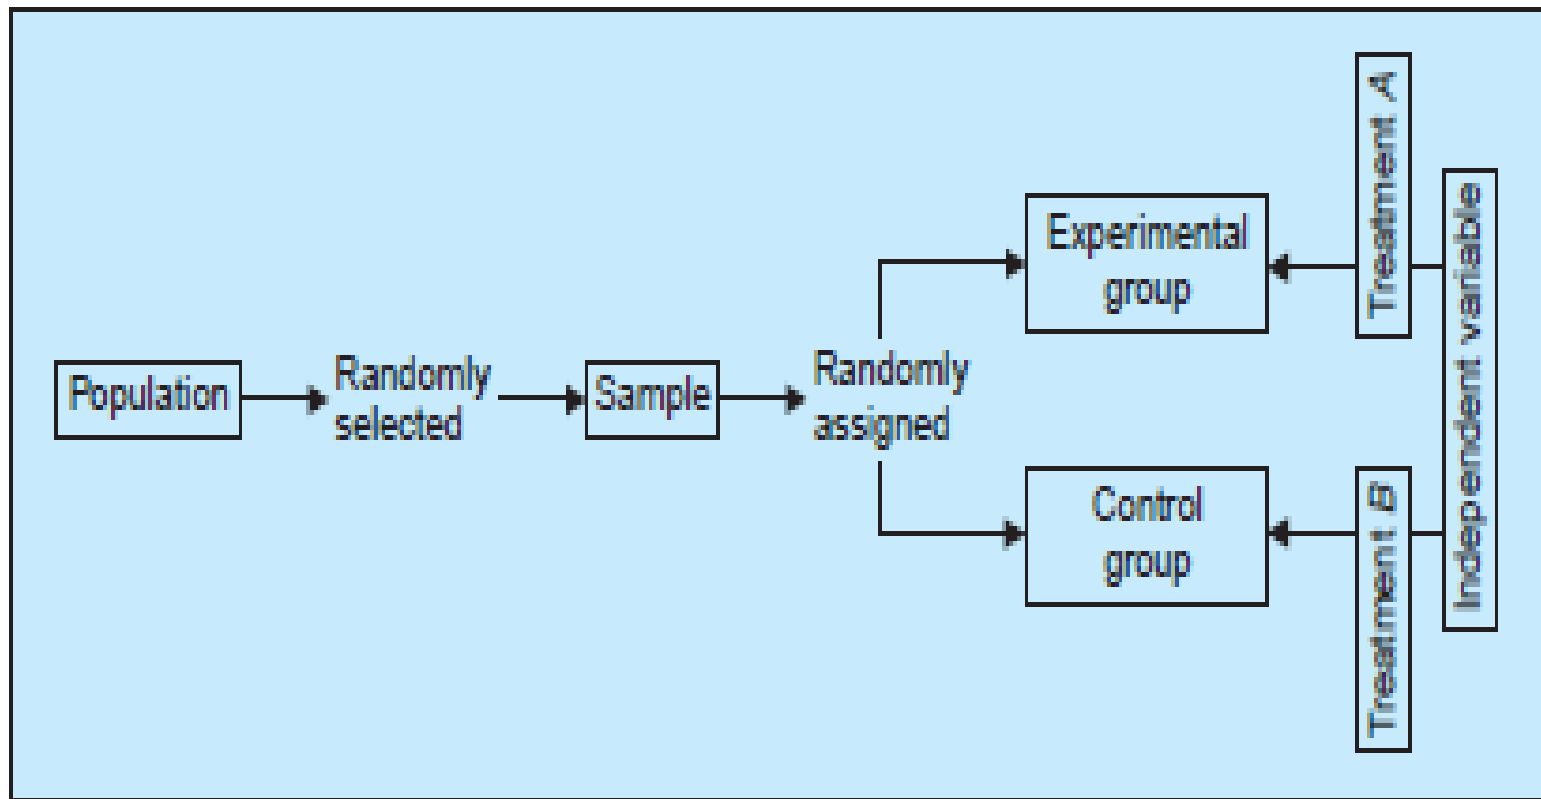 Population
Randomly
selected
Sample
Randomly
assigned
Experimental
group
Control
group
Treatment A
Treatment B
Independent variable